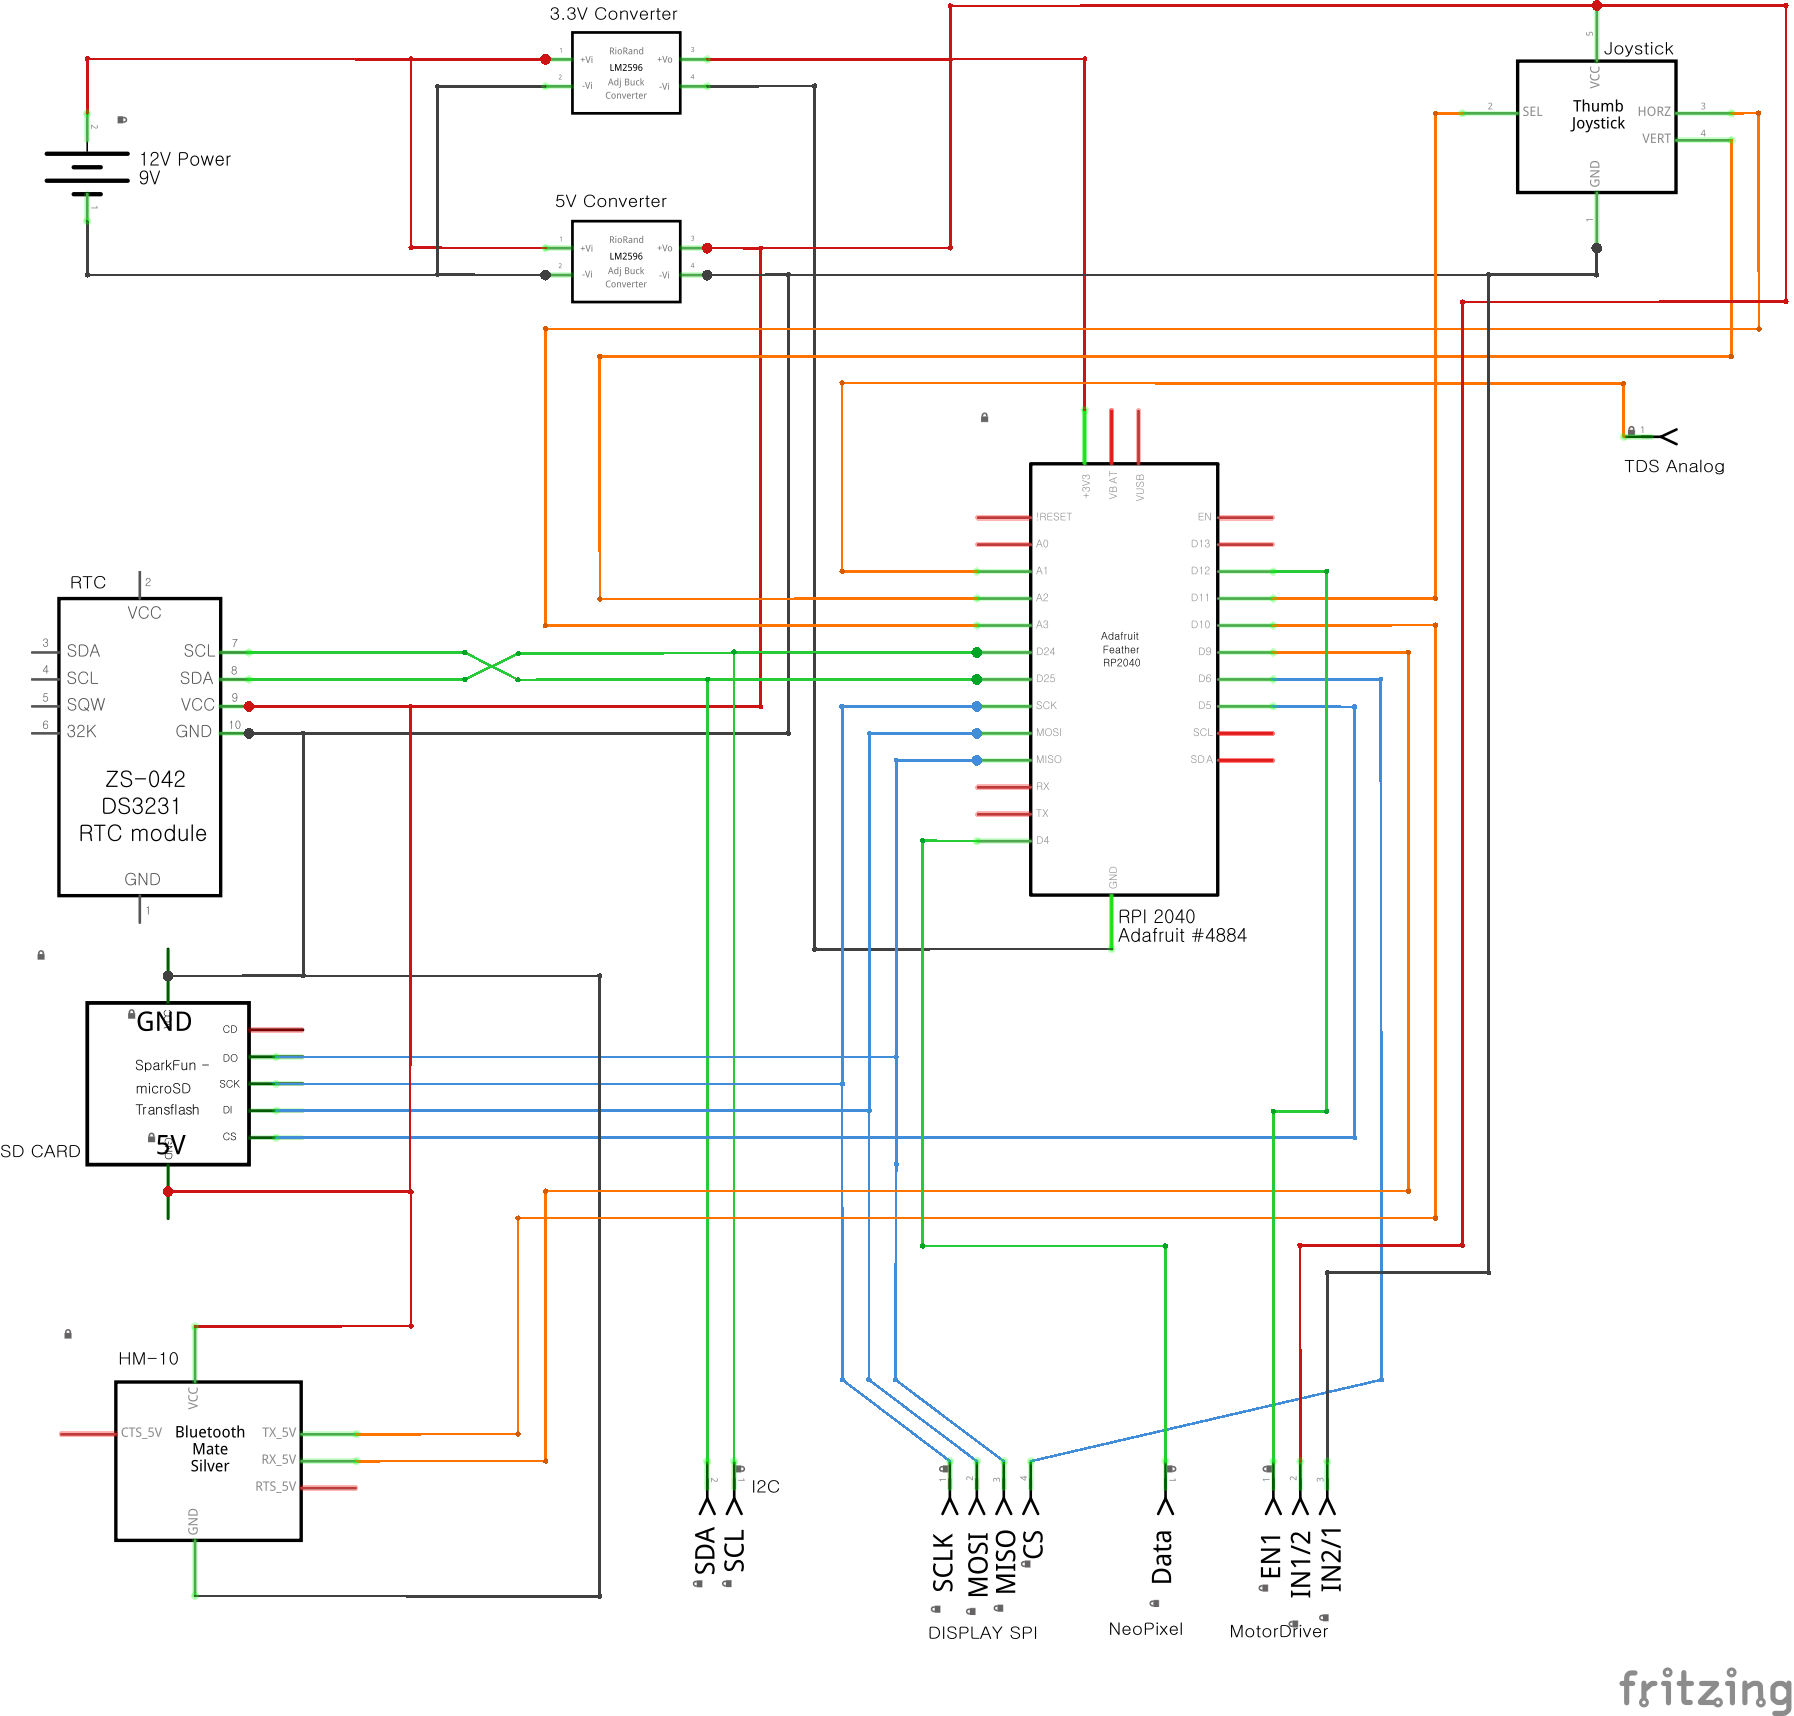 3.3V Converter
RioRand
LM2596
Adj Buck
Converter
1
+Vi
2
-Vi
3
+Vo
4
-Vi
12V Power
9V
2
1
5V Converter
RioRand
LM2596
Adj Buck
Converter
1
+Vi
2
-Vi
3
+Vo
4
-Vi
Joystick
5
VCC
Thumb
Joystick
2
SEL
HORZ
3
VERT
4
GND
1
1
TDS Analog
+3V3
VBAT
VUSB
!RESET
A0
A1
A2
A3
D24
D25
SCK
MOSI
MISO
RX
TX
D4
EN
D13
D12
D11
D10
D9
D6
D5
SCL
SDA
Adafruit
Feather
RP2040
GND
RPI 2040
Adafruit #4884
RTC
2
VCC
3
SDA
4
SCL
5
SQW
6
32K
SCL
7
SDA
8
VCC
9
GND
10
ZS-042
DS3231
RTC module
GND
1
GND
CD
DO
SCK
DI
CS
SparkFun -
microSD
Transflash
5V
GND
SD CARD
HM-10
VCC
CTS_5V
Bluetooth
Mate
Silver
TX_5V
RX_5V
RTS_5V
GND
2
1
I2C
SDA
SCL
1
2
3
4
SCLK
MOSI
MISO
CS
DISPLAY SPI
1
Data
NeoPixel
1
2
3
EN1
IN1/2
IN2/1
MotorDriver
fritzing